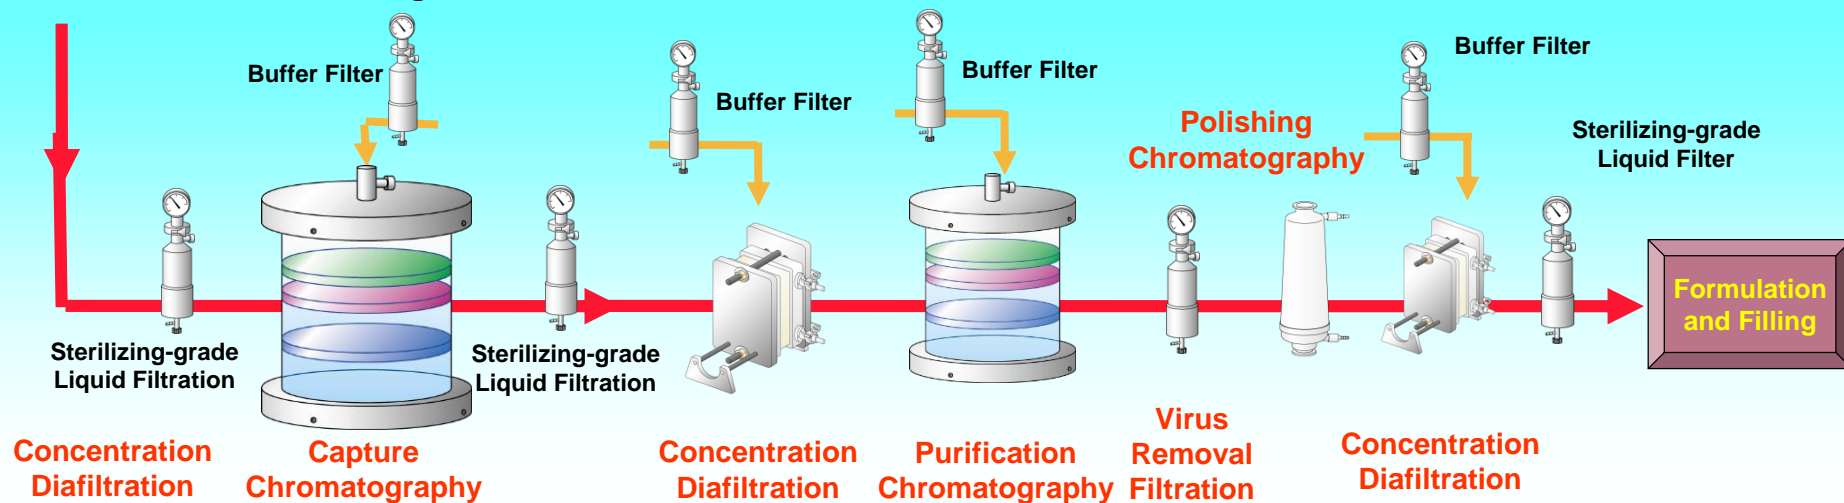 Buffer Filter
Buffer Filter
Buffer Filter
Buffer Filter
Polishing
Chromatography
Sterilizing-grade
Liquid Filter
Formulation
and Filling
Sterilizing-grade
Liquid Filtration
Sterilizing-grade
Liquid Filtration
Concentration
Diafiltration
Capture
Chromatography
Concentration
Diafiltration
Purification
Chromatography
Virus
Removal
Filtration
Concentration
Diafiltration